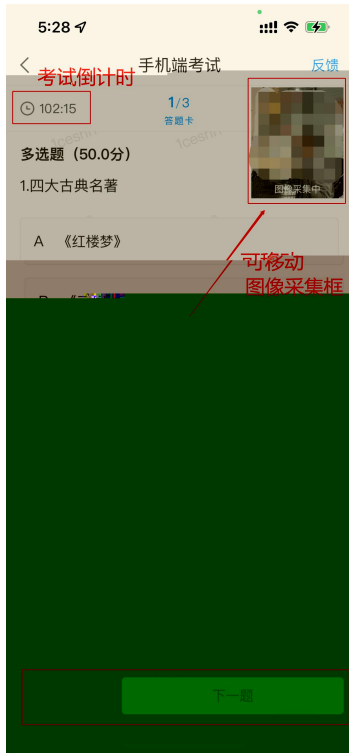 5:28
手机端考试
反馈
考试倒计时
102:15
1/3
答题卡
图像采集中
多选题（50.0分）
1.四大古典名著
A 《红楼梦》
可移动
图像采集框
下一题